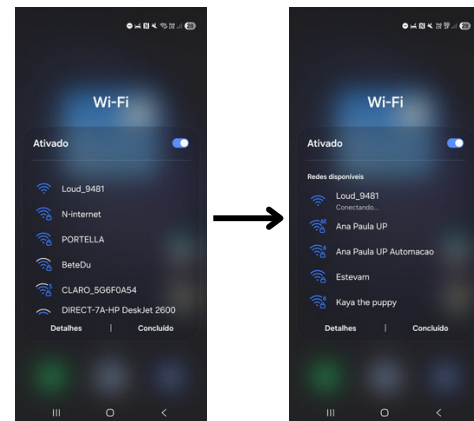 Wi-Fi
Ativado
Loud_9481
N-internet
PORTELLA
BeteDu
CLARO_5G6F0A54
DIRECT-7A-HP DeskJet 2600
Detalhes | Concluído
Wi-Fi
Ativado
Redes disponíveis
Loud_9481
Conectando...
Ana Paula UP
Ana Paula UP Automacao
Estevam
Kaya the puppy
Detalhes | Concluído